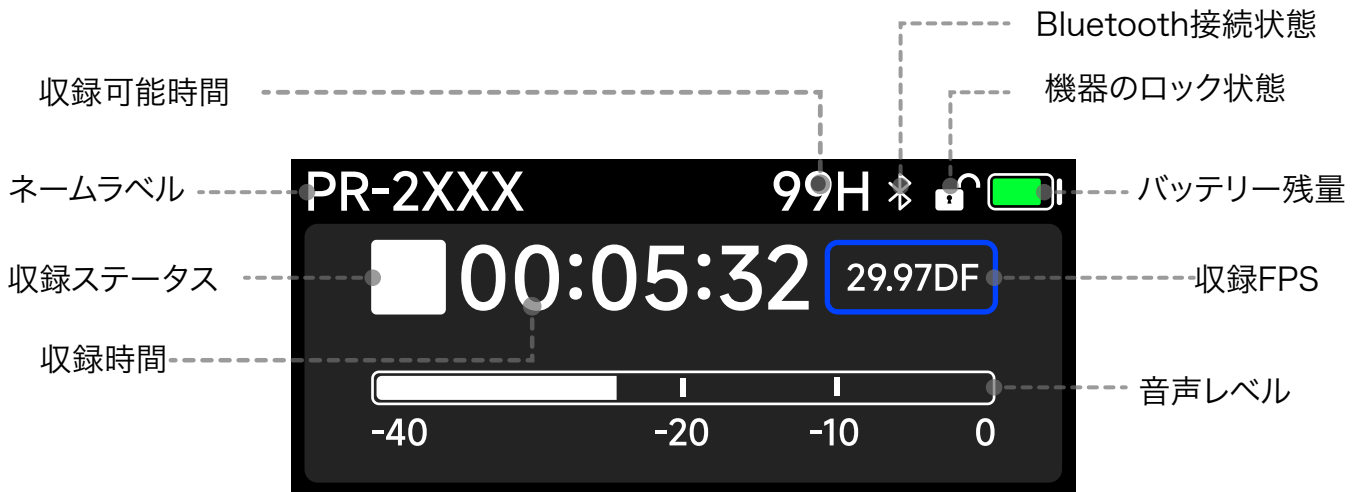 Bluetooth接続状態
収録可能時間
機器のロック状態
ネームラベル
PR-2XXX
99H
バッテリー残量
収録ステータス
00:05:32
29.97DF
収録FPS
収録時間
音声レベル
-40
-20
-10
0